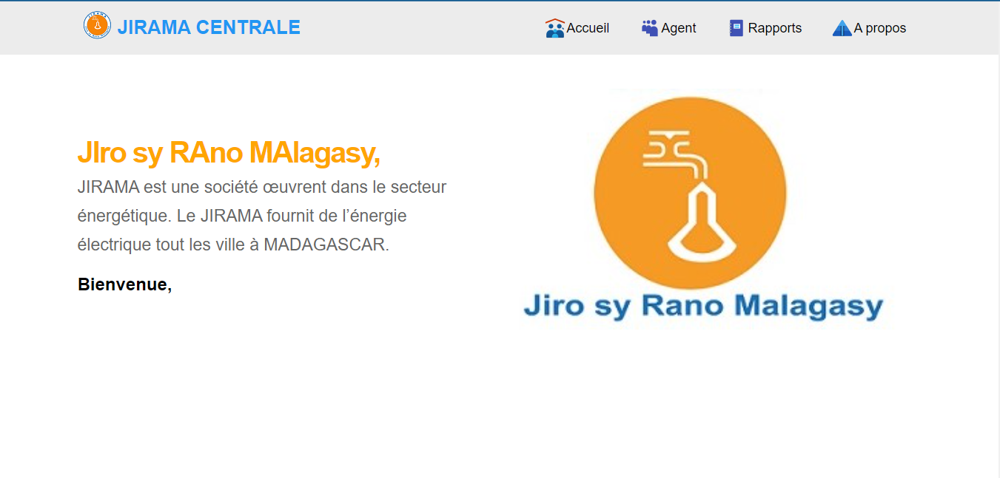 JIRAMA CENTRALE
Accueil
Agent
Rapports
A propos
JIro sy RAno MAlagasy,
JIRAMA est une société œuvrent dans le secteur
énergétique. Le JIRAMA fournit de l’énergie
électrique tout les ville à MADAGASCAR.
Bienvenue,
Jiro sy Rano Malagasy